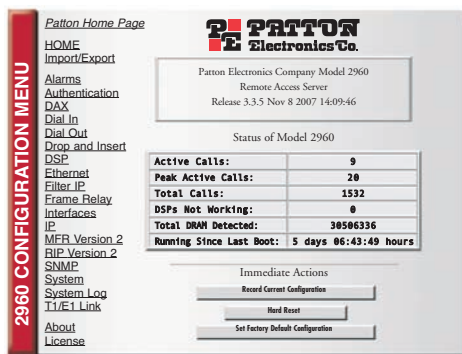 2960 CONFIGURATION MENU
Patton Home Page
HOME
Import/Export
Alarms
Authentication
DAX
Dial In
Dial Out
Drop and Insert
DSP
Ethernet
Filter IP
Frame Relay
Interfaces
IP
MFR Version 2
RIP Version 2
SNMP
System
System Log
T1/E1 Link
About
License
PE PATTON
Electronics Co.
Patton Electronics Company Model 2960
Remote Access Server
Release 3.3.5 Nov 8 2007 14:09:46
Status of Model 2960
Active Calls: 9
Peak Active Calls: 20
Total Calls: 1532
DSPs Not Working: 0
Total DRAM Detected: 30506336
Running Since Last Boot: 5 days 06:43:49 hours
Immediate Actions
Record Current Configuration
Hard Reset
Set Factory Default Configuration